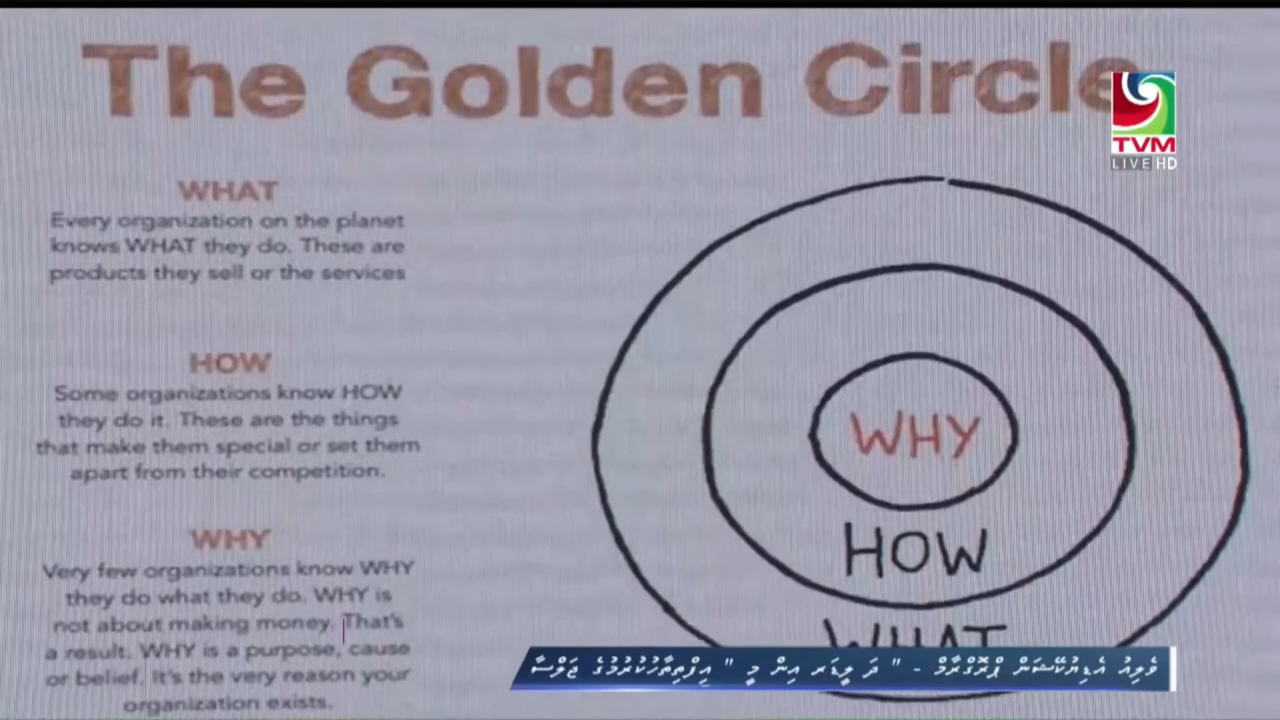 The Golden Circle
TVM
LIVE HD
WHAT
Every organization on the planet
knows WHAT they do. These are
products they sell or the services
HOW
Some organizations know HOW
they do it. These are the things
that make them special or set them
apart from their competition.
WHY
Very few organizations know WHY
they do what they do. WHY is
not about making money. That's
a result. WHY is a purpose, cause
or belief. It's the very reason your
organization exists.
WHY
HOW
WHAT
ވެލިއު އެޑިޔުކޭޝަން ޕްރޮގްރާމް - " ދަ ލީޑަރ އިން މީ " އިފްތިތާހުކުރުމުގެ ޖަލްސާ